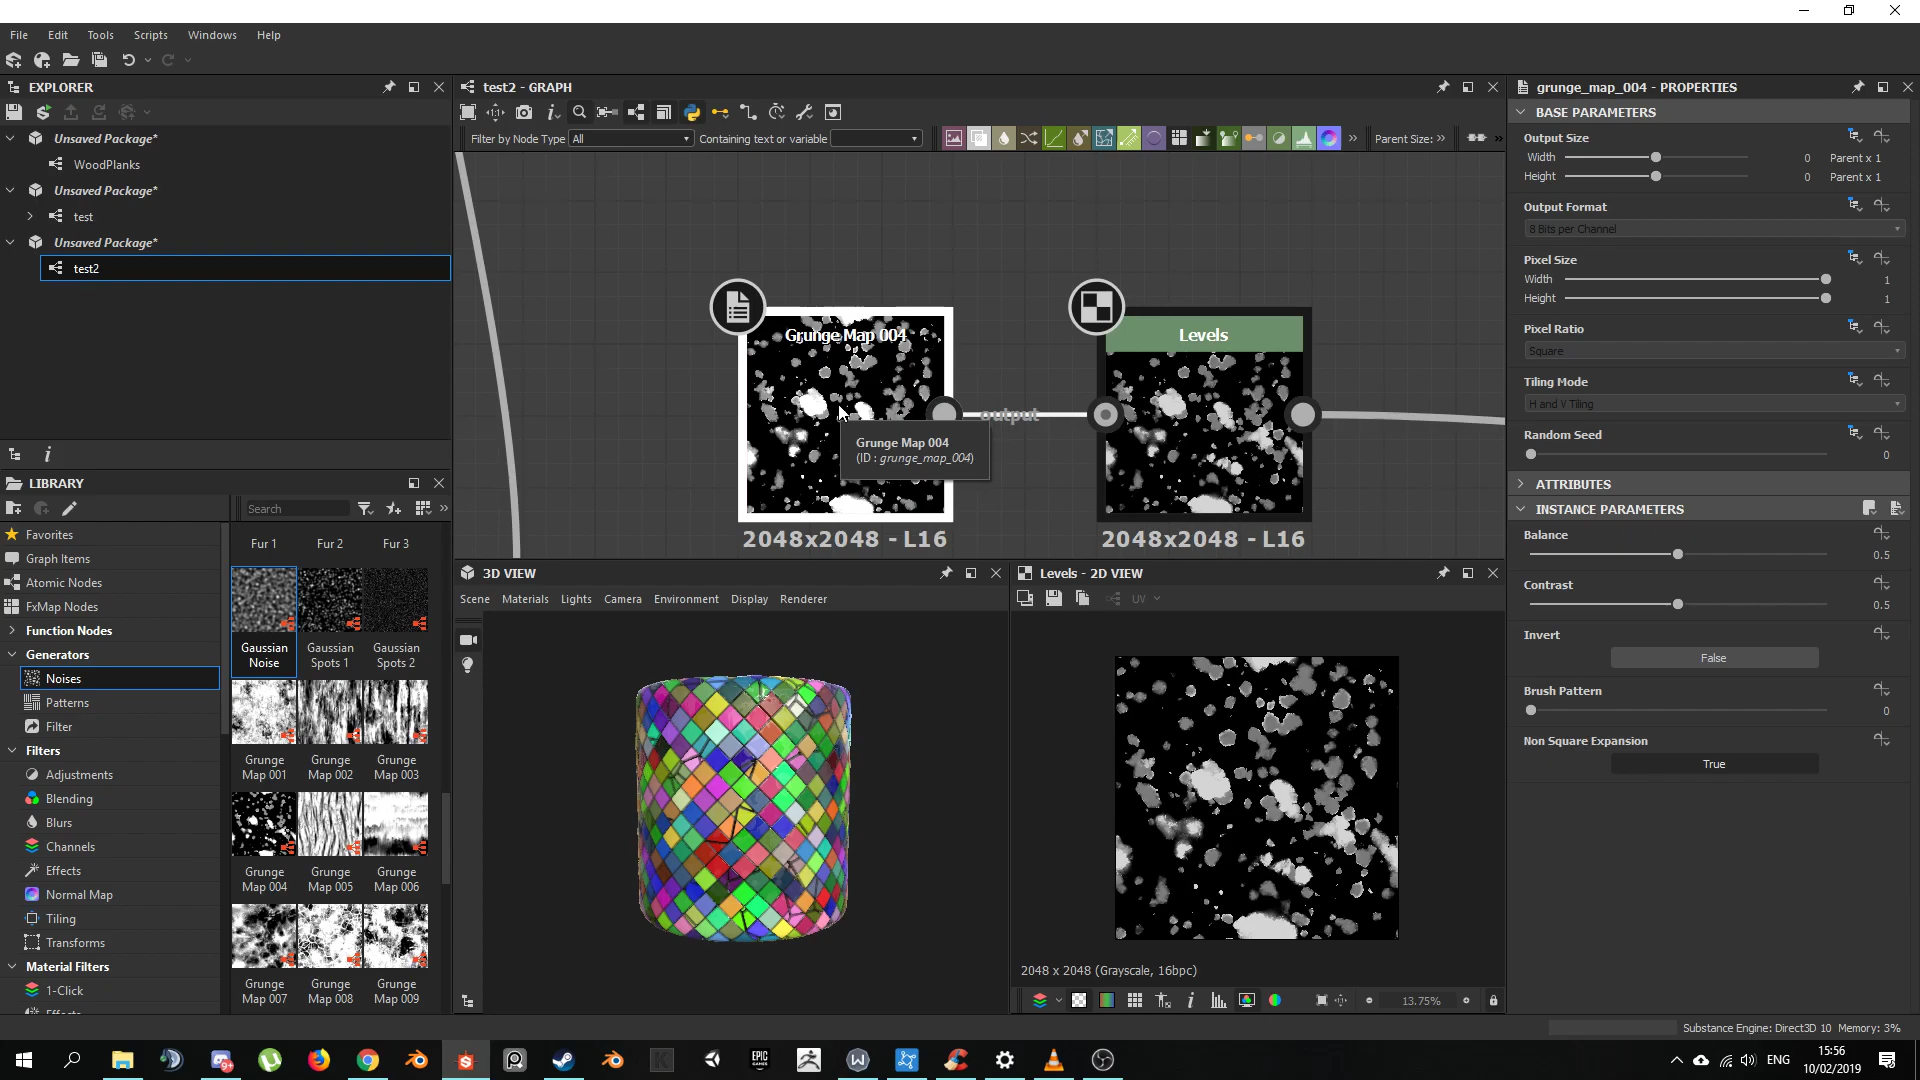 File Edit Tools Scripts Windows Help
EXPLORER
Unsaved Package*
WoodPlanks
Unsaved Package*
test
Unsaved Package*
test2
LIBRARY
Search
Favorites
Graph Items
Atomic Nodes
FxMap Nodes
Function Nodes
Generators
Noises
Patterns
Filter
Filters
Adjustments
Blending
Blurs
Channels
Effects
Normal Map
Tiling
Transforms
Material Filters
1-Click
Fur 1 Fur 2 Fur 3
Gaussian Noise Gaussian Spots 1 Gaussian Spots 2
Grunge Map 001 Grunge Map 002 Grunge Map 003
Grunge Map 004 Grunge Map 005 Grunge Map 006
Grunge Map 007 Grunge Map 008 Grunge Map 009
test2 - GRAPH
Filter by Node Type All Containing text or variable Parent Size: »
Grunge Map 004
output
Levels
Grunge Map 004
(ID : grunge_map_004)
2048x2048 - L16
2048x2048 - L16
3D VIEW
Scene Materials Lights Camera Environment Display Renderer
Levels - 2D VIEW
UV
2048 x 2048 (Grayscale, 16bpc)
13.75%
grunge_map_004 - PROPERTIES
BASE PARAMETERS
Output Size
Width 0 Parent x 1
Height 0 Parent x 1
Output Format
8 Bits per Channel
Pixel Size
Width 1
Height 1
Pixel Ratio
Square
Tiling Mode
H and V Tiling
Random Seed
0
ATTRIBUTES
INSTANCE PARAMETERS
Balance
0.5
Contrast
0.5
Invert
False
Brush Pattern
0
Non Square Expansion
True
Substance Engine: Direct3D 10 Memory: 3%
9+
EPIC GAMES
ENG
15:56
10/02/2019